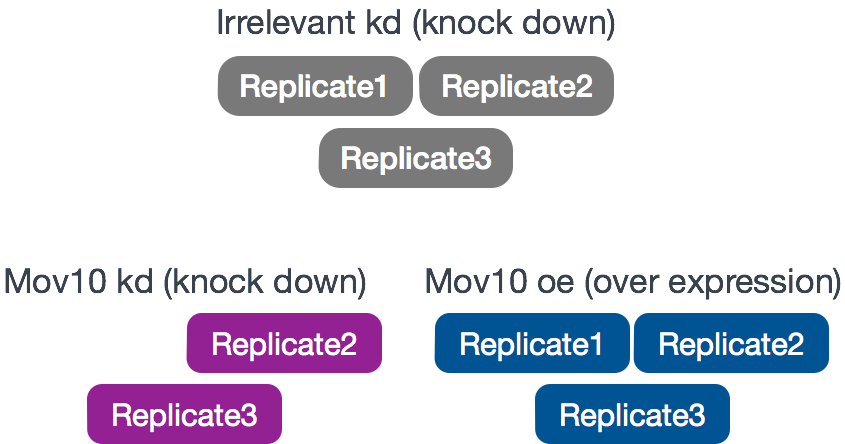 Irrelevant kd (knock down)
Replicate1 Replicate2
Replicate3
Mov10 kd (knock down)
Replicate2
Replicate3
Mov10 oe (over expression)
Replicate1 Replicate2
Replicate3